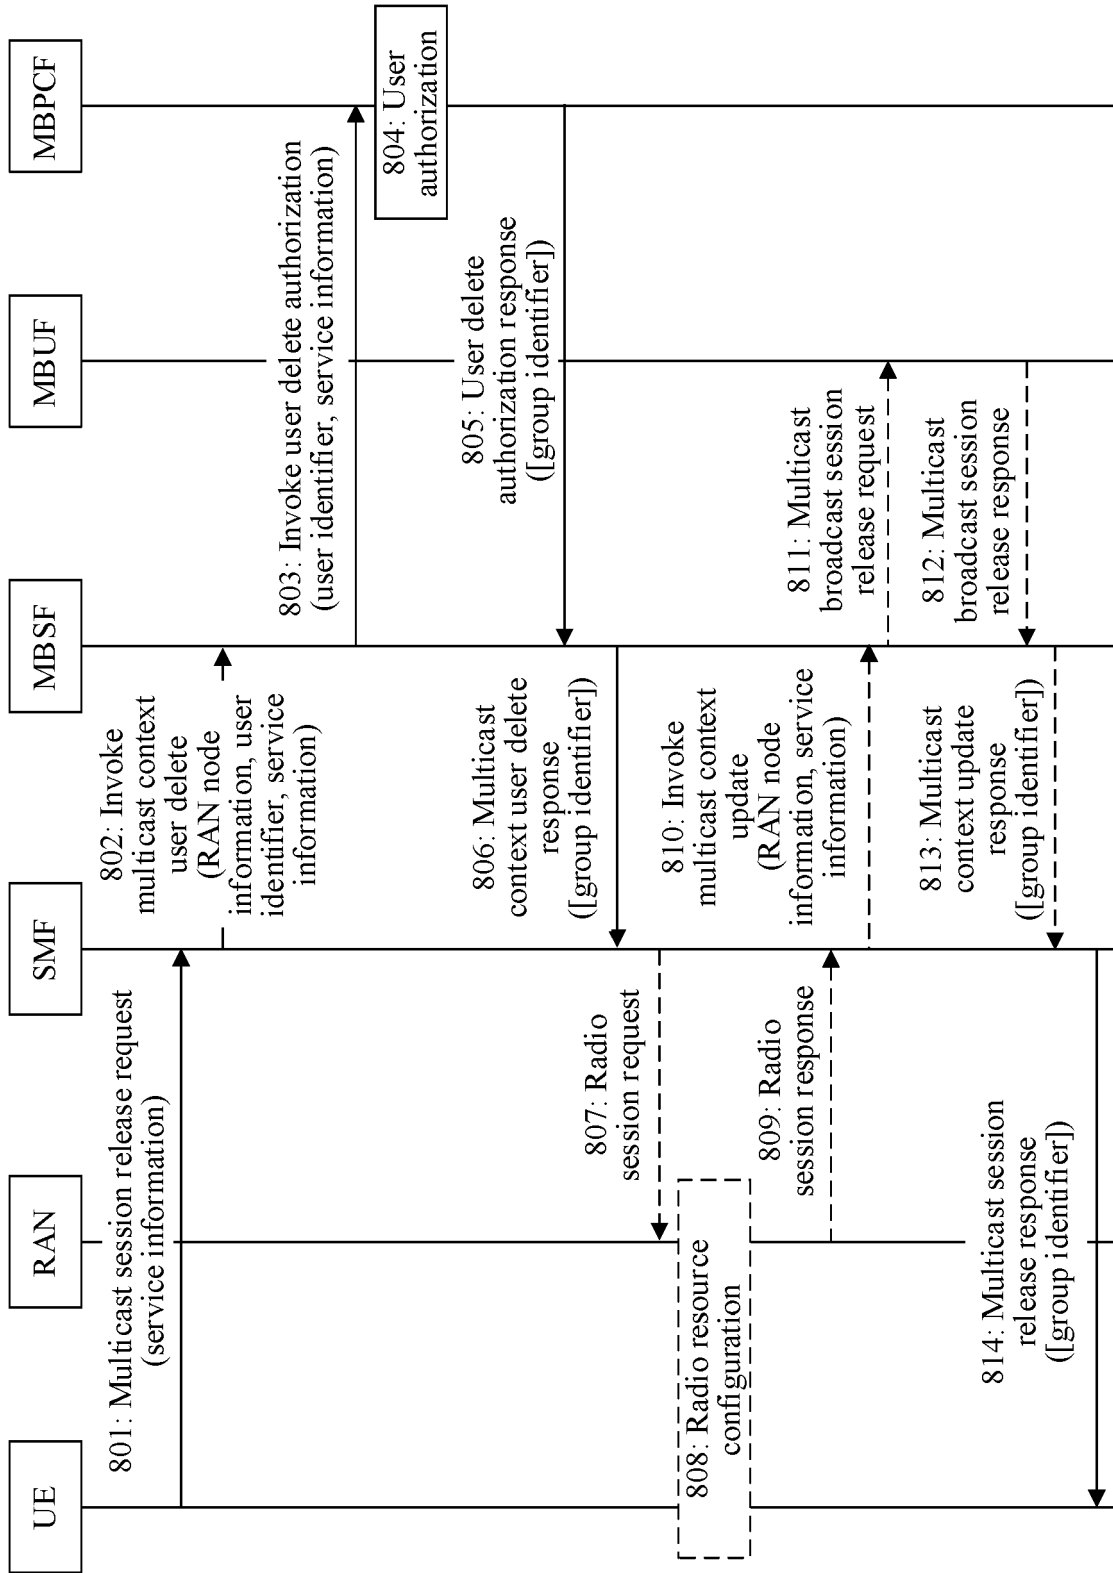 UE
RAN
SMF
MBSF
MBUF
MBPCF
801: Multicast session release request
(service information)
802: Invoke
multicast context
user delete
(RAN node
information, user
identifier, service
information)
803: Invoke user delete authorization
(user identifier, service information)
804: User
authorization
805: User delete
authorization response
([group identifier])
806: Multicast
context user delete
response
([group identifier])
807: Radio
session request
808: Radio resource
configuration
809: Radio
session response
810: Invoke
multicast context
update
(RAN node
information, service
information)
811: Multicast
broadcast session
release request
812: Multicast
broadcast session
release response
813: Multicast
context update
response
([group identifier])
814: Multicast session
release response
([group identifier])